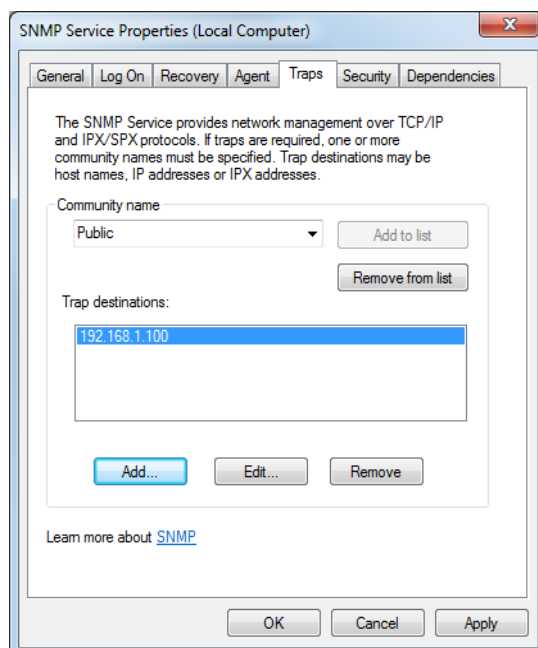 SNMP Service Properties (Local Computer)
General Log On Recovery Agent Traps Security Dependencies
The SNMP Service provides network management over TCP/IP
and IPX/SPX protocols. If traps are required, one or more
community names must be specified. Trap destinations may be
host names, IP addresses or IPX addresses.
Community name
Public
Add to list
Remove from list
Trap destinations:
192.168.1.100
Add... Edit... Remove
Learn more about SNMP
OK Cancel Apply